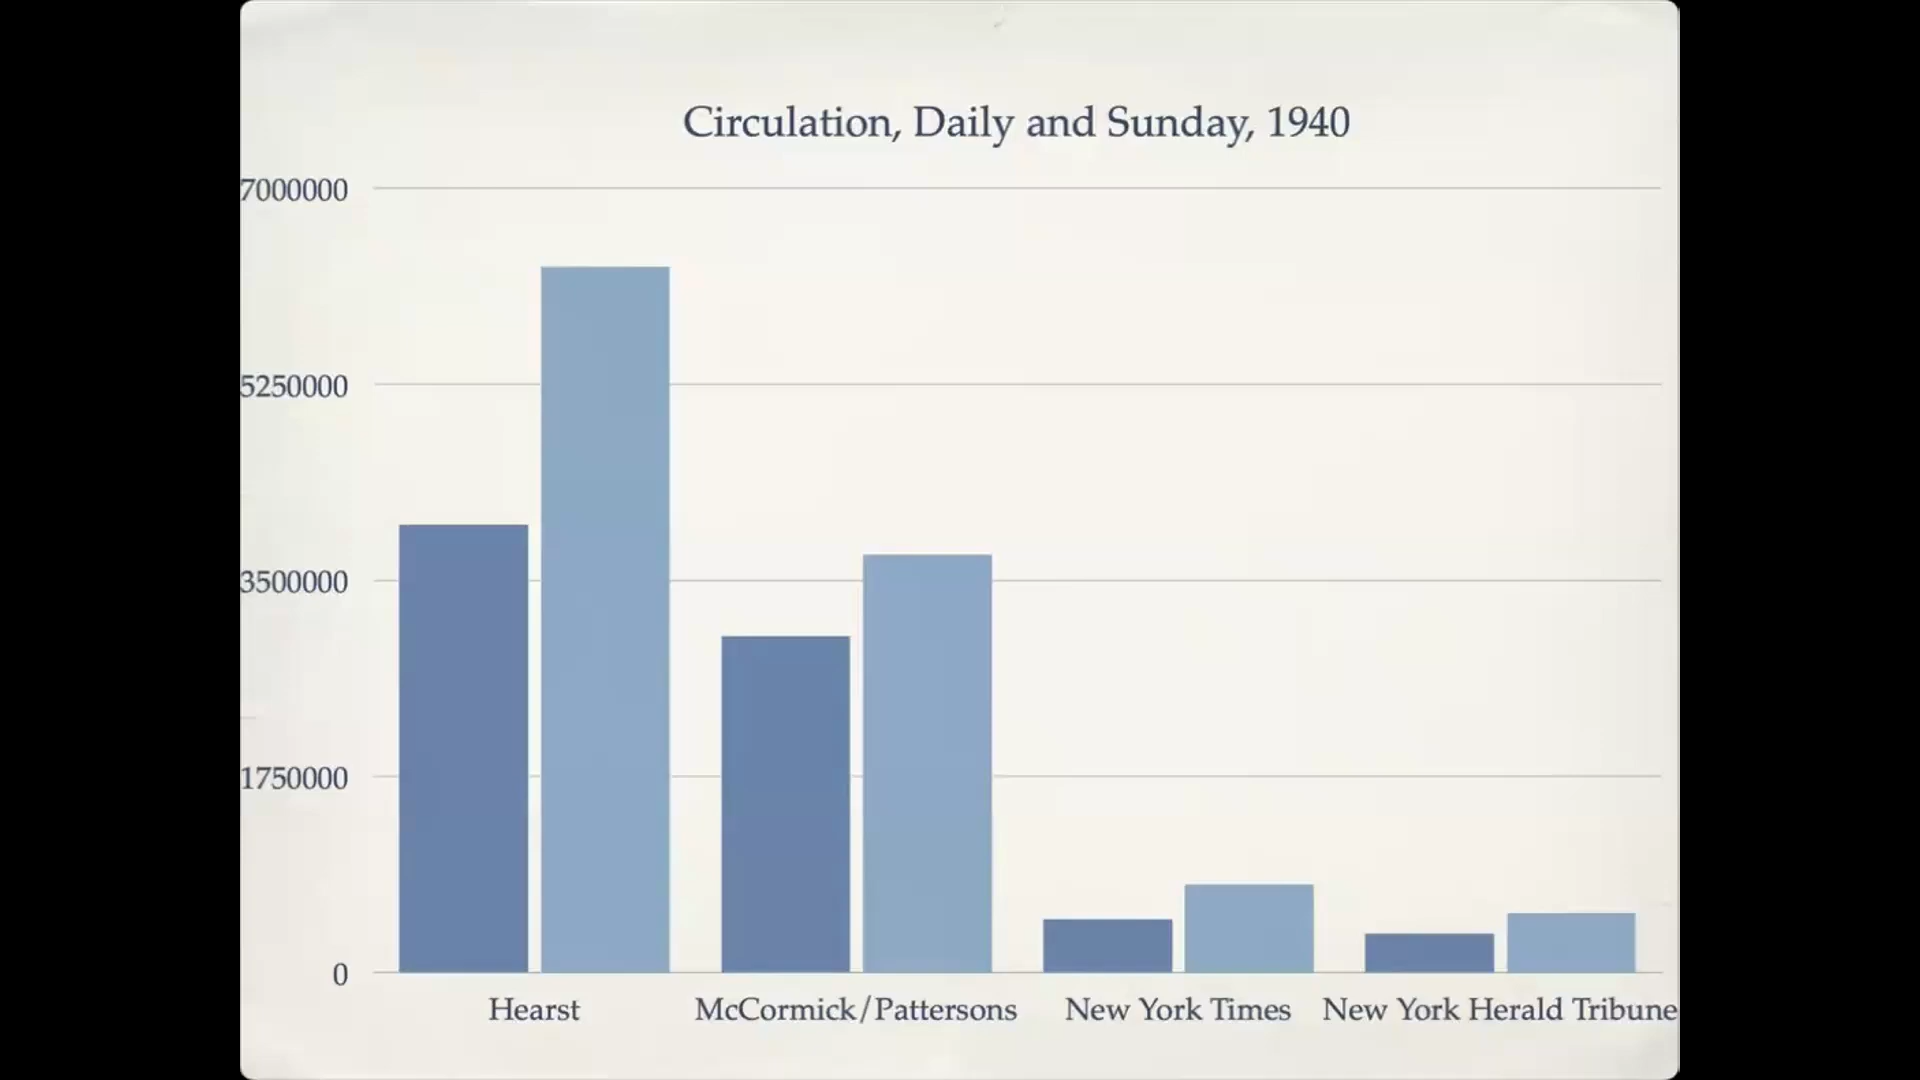 Circulation, Daily and Sunday, 1940
7000000
5250000
3500000
1750000
0
Hearst
McCormick/Pattersons
New York Times
New York Herald Tribune